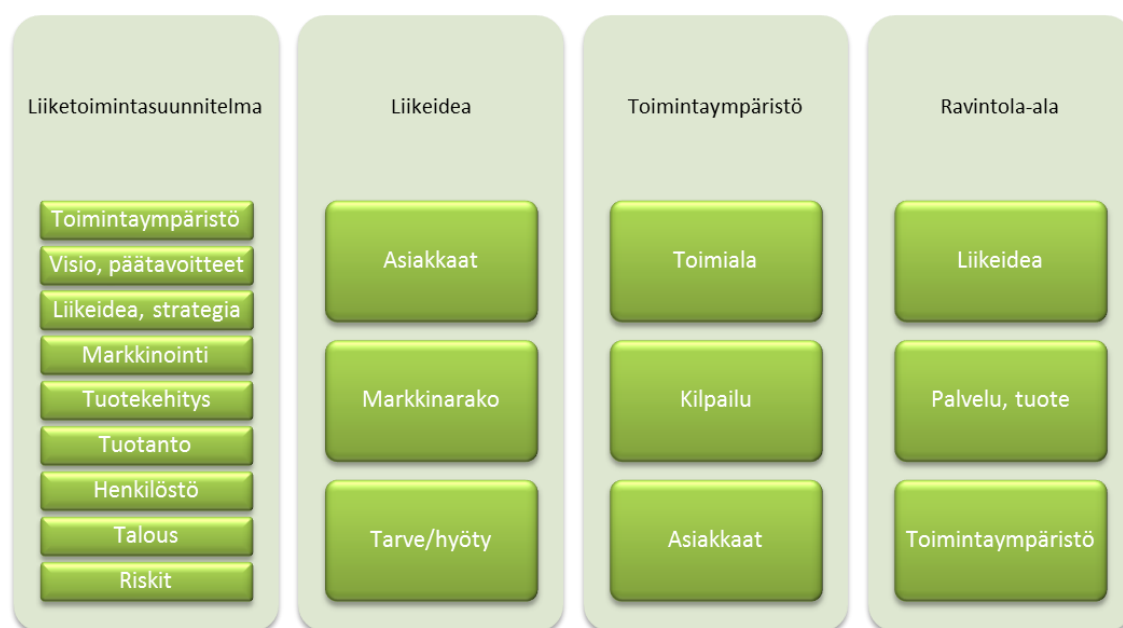 Liiketoimintasuunnitelma
Toimintaympäristö
Visio, päätavoitteet
Liikeidea, strategia
Markkinointi
Tuotekehitys
Tuotanto
Henkilöstö
Talous
Riskit
Liikeidea
Asiakkaat
Markkinarako
Tarve/hyöty
Toimintaympäristö
Toimiala
Kilpailu
Asiakkaat
Ravintola-ala
Liikeidea
Palvelu, tuote
Toimintaympäristö